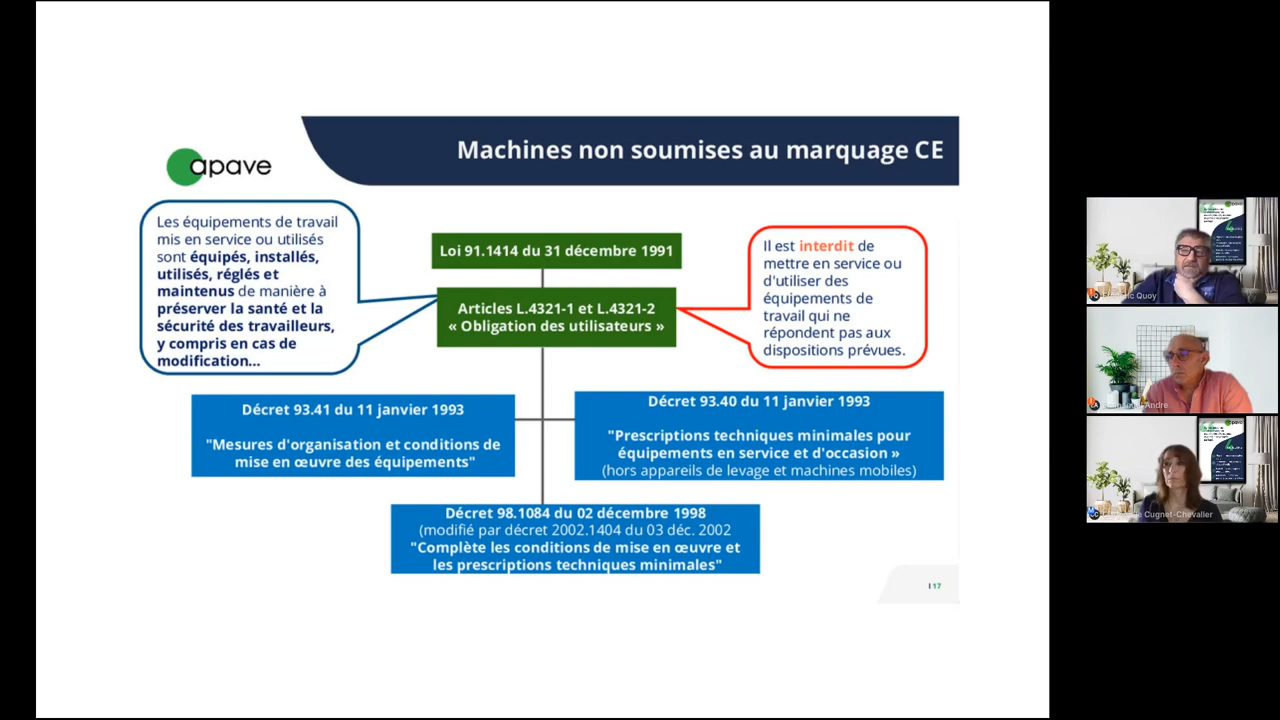 Machines non soumises au marquage CE
apave
Les équipements de travail
mis en service ou utilisés
sont équipés, installés,
utilisés, réglés et
maintenus de manière à
préserver la santé et la
sécurité des travailleurs,
y compris en cas de
modification...
Loi 91.1414 du 31 décembre 1991
Articles L.4321-1 et L.4321-2
« Obligation des utilisateurs »
Il est interdit de
mettre en service ou
d'utiliser des
équipements de
travail qui ne
répondent pas aux
dispositions prévues.
Décret 93.41 du 11 janvier 1993
"Mesures d'organisation et conditions de
mise en œuvre des équipements"
Décret 93.40 du 11 janvier 1993
"Prescriptions techniques minimales pour
équipements en service et d'occasion »
(hors appareils de levage et machines mobiles)
Décret 98.1084 du 02 décembre 1998
(modifié par décret 2002.1404 du 03 déc. 2002
"Complète les conditions de mise en œuvre et
les prescriptions techniques minimales"
I 17
Quoy
Andre
Cugnet-Chevalier